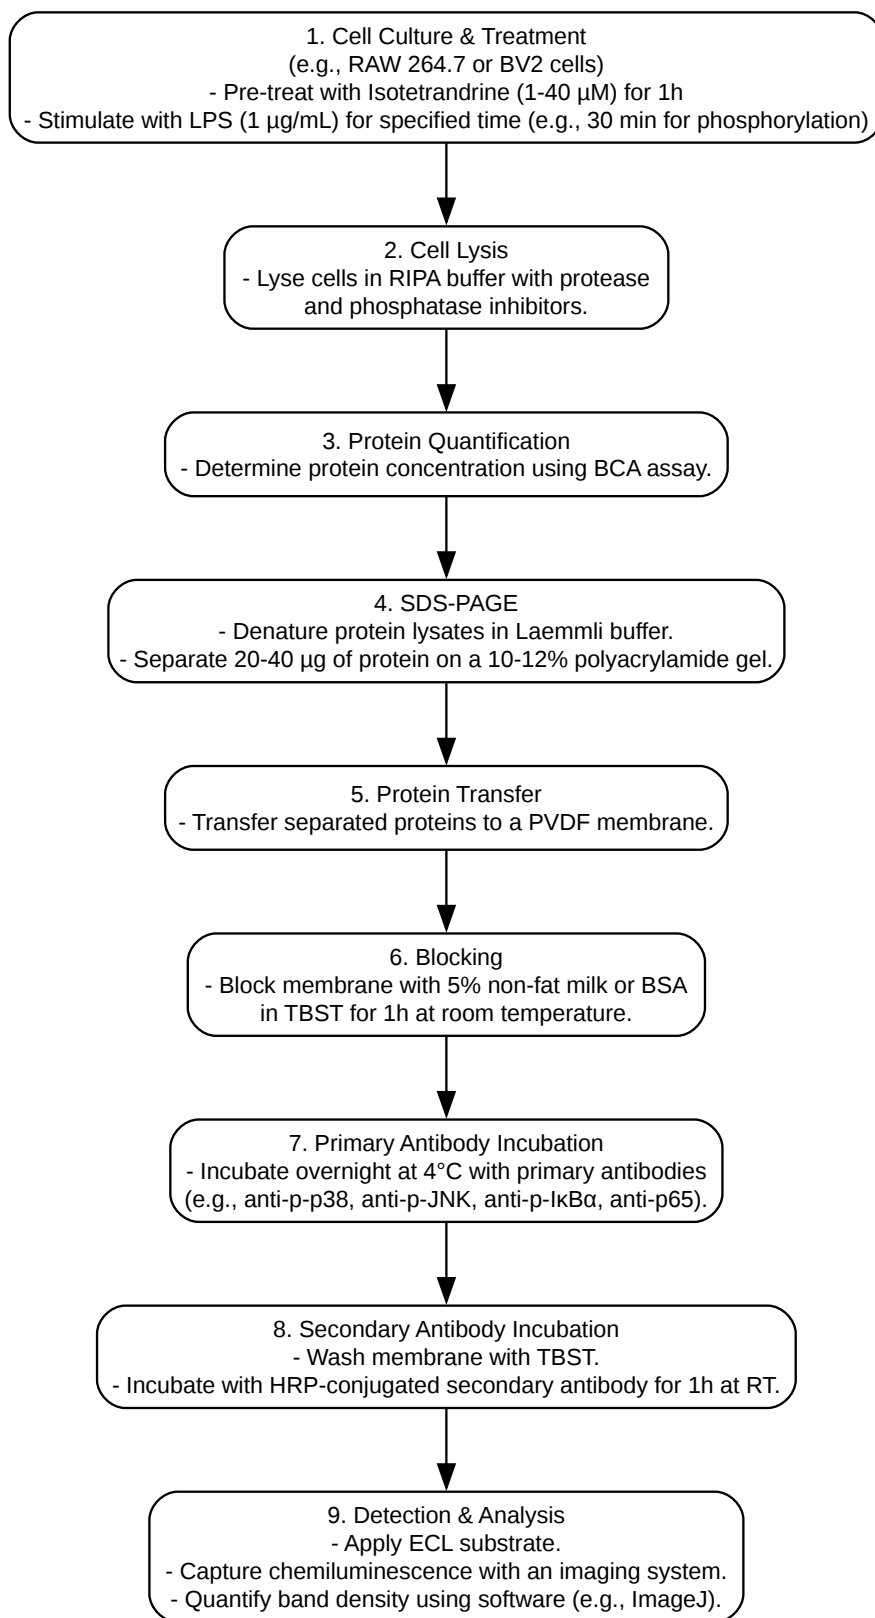 1. Cell Culture & Treatment
(e.g., RAW 264.7 or BV2 cells)
- Pre-treat with Isotetrandrine (1-40 µM) for 1h
- Stimulate with LPS (1 µg/mL) for specified time (e.g., 30 min for phosphorylation)
2. Cell Lysis
- Lyse cells in RIPA buffer with protease
and phosphatase inhibitors.
3. Protein Quantification
- Determine protein concentration using BCA assay.
4. SDS-PAGE
- Denature protein lysates in Laemmli buffer.
- Separate 20-40 µg of protein on a 10-12% polyacrylamide gel.
5. Protein Transfer
- Transfer separated proteins to a PVDF membrane.
6. Blocking
- Block membrane with 5% non-fat milk or BSA
in TBST for 1h at room temperature.
7. Primary Antibody Incubation
- Incubate overnight at 4°C with primary antibodies
(e.g., anti-p-p38, anti-p-JNK, anti-p-IκBα, anti-p65).
8. Secondary Antibody Incubation
- Wash membrane with TBST.
- Incubate with HRP-conjugated secondary antibody for 1h at RT.
9. Detection & Analysis
- Apply ECL substrate.
- Capture chemiluminescence with an imaging system.
- Quantify band density using software (e.g., ImageJ).